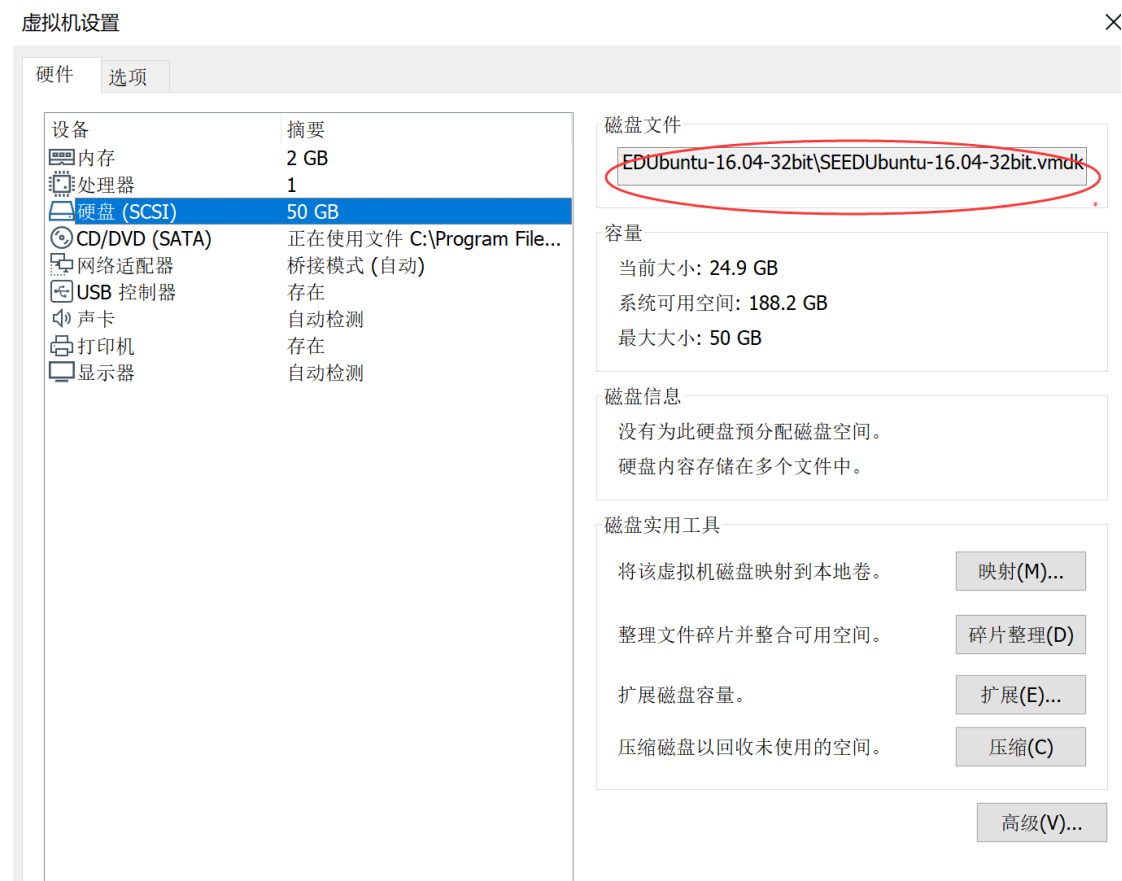 虚拟机设置
硬件 选项
设备 摘要
内存 2 GB
处理器 1
硬盘 (SCSI) 50 GB
CD/DVD (SATA) 正在使用文件 C:\Program File...
网络适配器 桥接模式 (自动)
USB 控制器 存在
声卡 自动检测
打印机 存在
显示器 自动检测
磁盘文件
EDUbuntu-16.04-32bit\SEEDUbuntu-16.04-32bit.vmdk
容量
当前大小: 24.9 GB
系统可用空间: 188.2 GB
最大大小: 50 GB
磁盘信息
没有为此硬盘预分配磁盘空间。
硬盘内容存储在多个文件中。
磁盘实用工具
将该虚拟机磁盘映射到本地卷。 映射(M)...
整理文件碎片并整合可用空间。 碎片整理(D)
扩展磁盘容量。 扩展(E)...
压缩磁盘以回收未使用的空间。 压缩(C)
高级(V)...